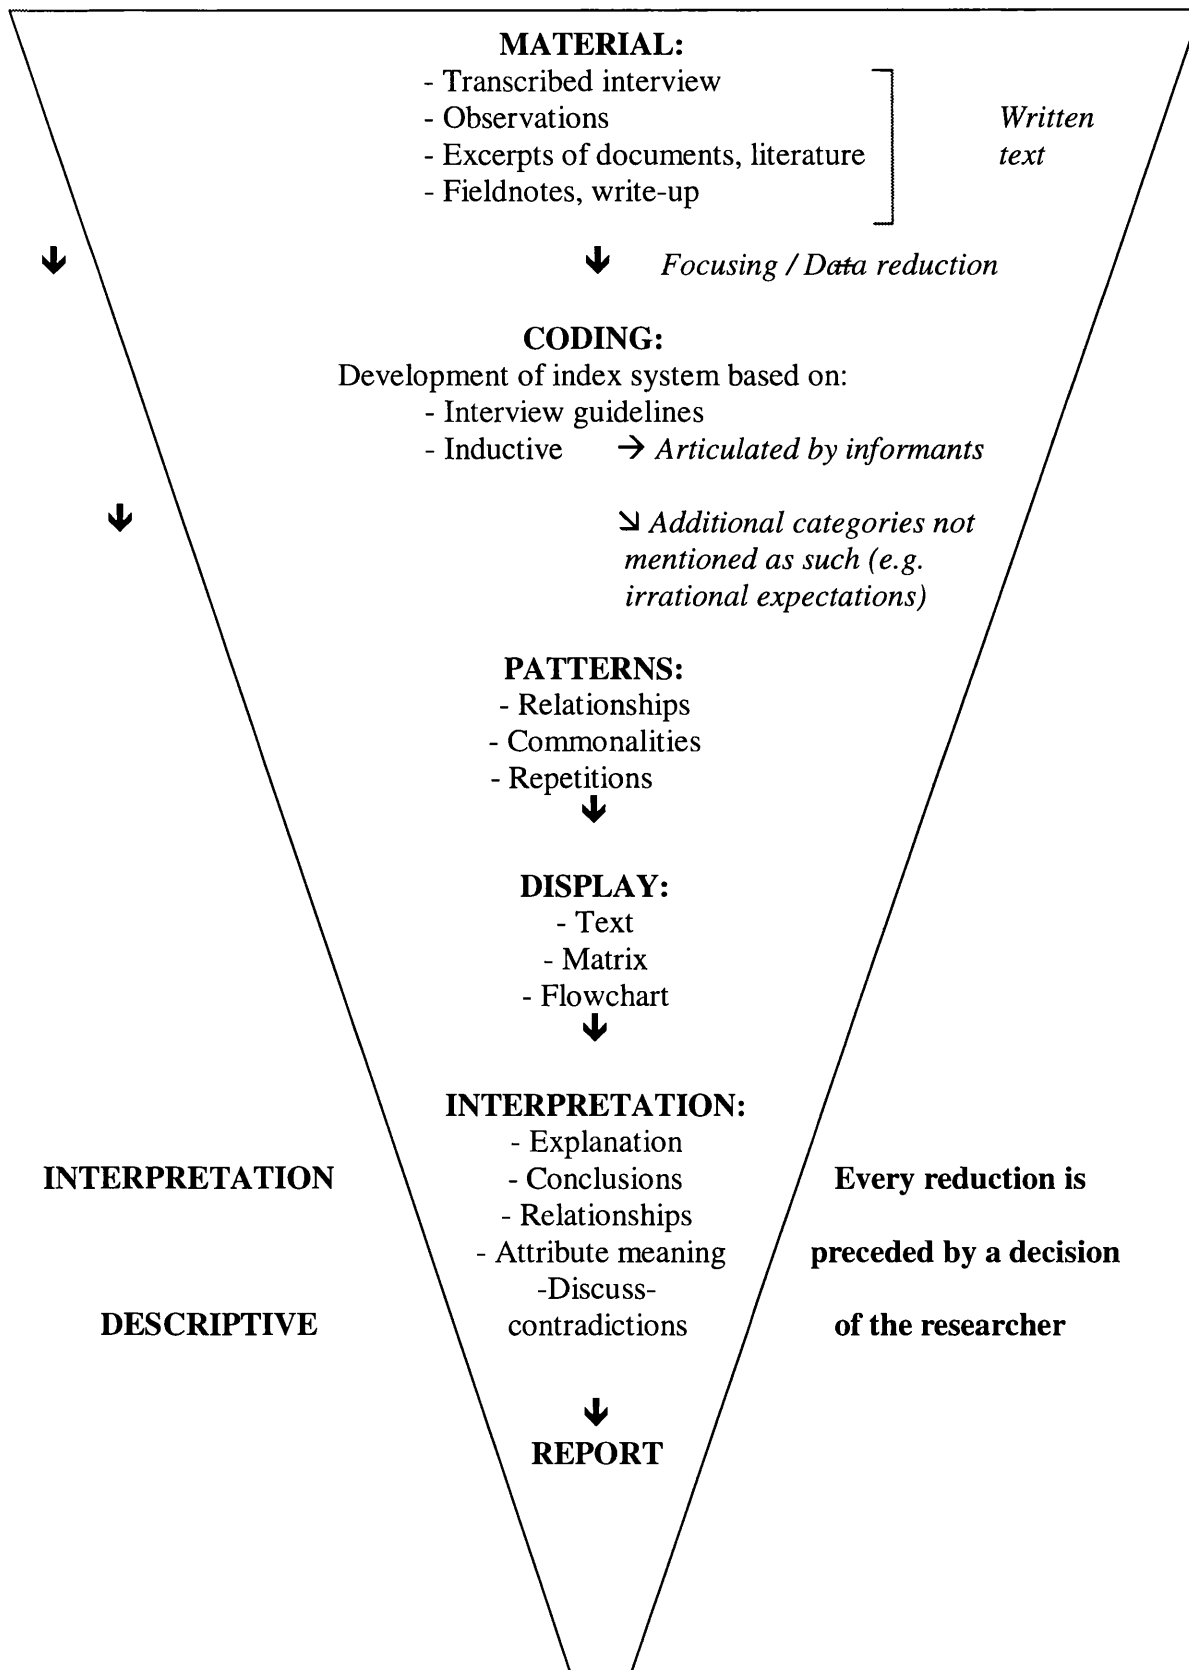 MATERIAL:
- Transcribed interview
- Observations
Written
- Excerpts of documents, literature
text
- Fieldnotes, write-up
↓ ↓ Focusing / Data reduction
CODING:
Development of index system based on:
- Interview guidelines
- Inductive → Articulated by informants
↓ ↘ Additional categories not
mentioned as such (e.g.
irrational expectations)
PATTERNS:
- Relationships
- Commonalities
- Repetitions
↓
DISPLAY:
- Text
- Matrix
- Flowchart
↓
INTERPRETATION:
- Explanation
INTERPRETATION - Conclusions Every reduction is
- Relationships
- Attribute meaning preceded by a decision
-Discuss-
DESCRIPTIVE contradictions of the researcher
↓
REPORT